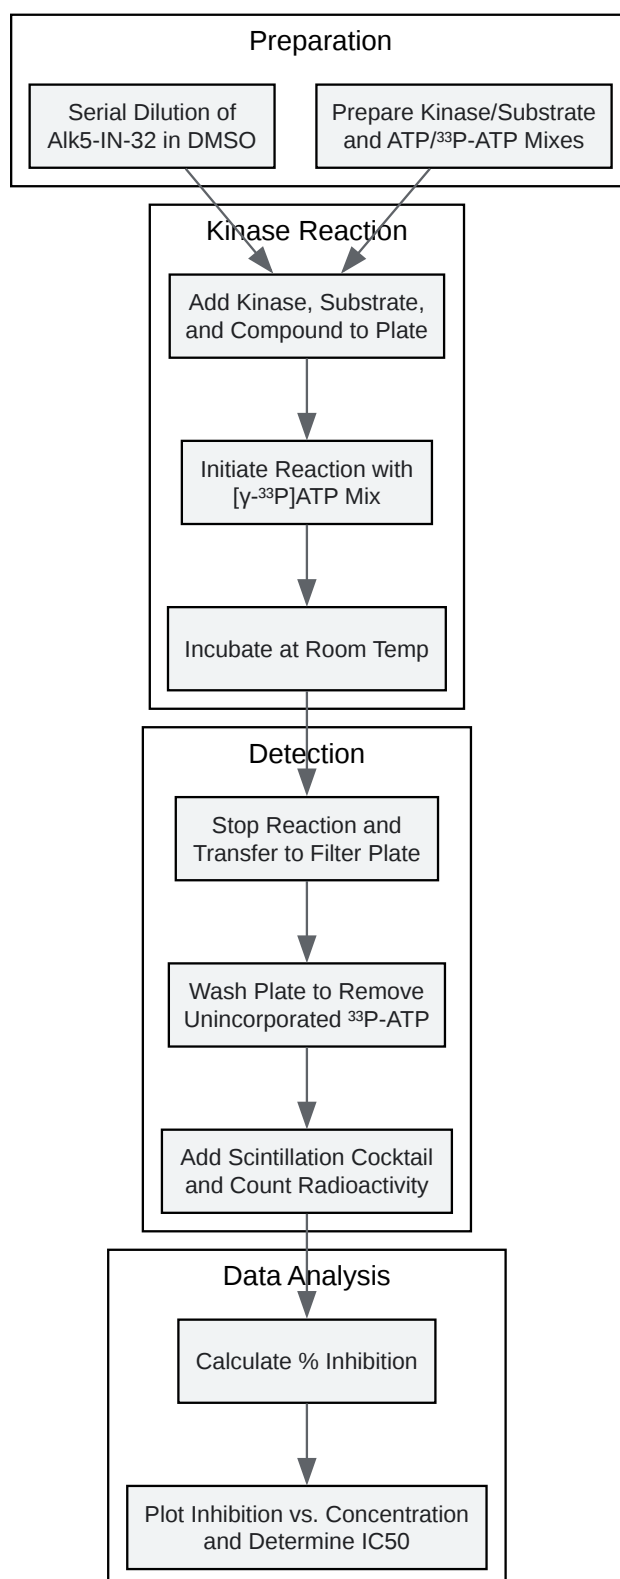 Preparation
Serial Dilution of
Alk5-IN-32 in DMSO
Prepare Kinase/Substrate
and ATP/³³P-ATP Mixes
Kinase Reaction
Add Kinase, Substrate,
and Compound to Plate
Initiate Reaction with
[γ-³³P]ATP Mix
Incubate at Room Temp
Detection
Stop Reaction and
Transfer to Filter Plate
Wash Plate to Remove
Unincorporated ³³P-ATP
Add Scintillation Cocktail
and Count Radioactivity
Data Analysis
Calculate % Inhibition
Plot Inhibition vs. Concentration
and Determine IC50